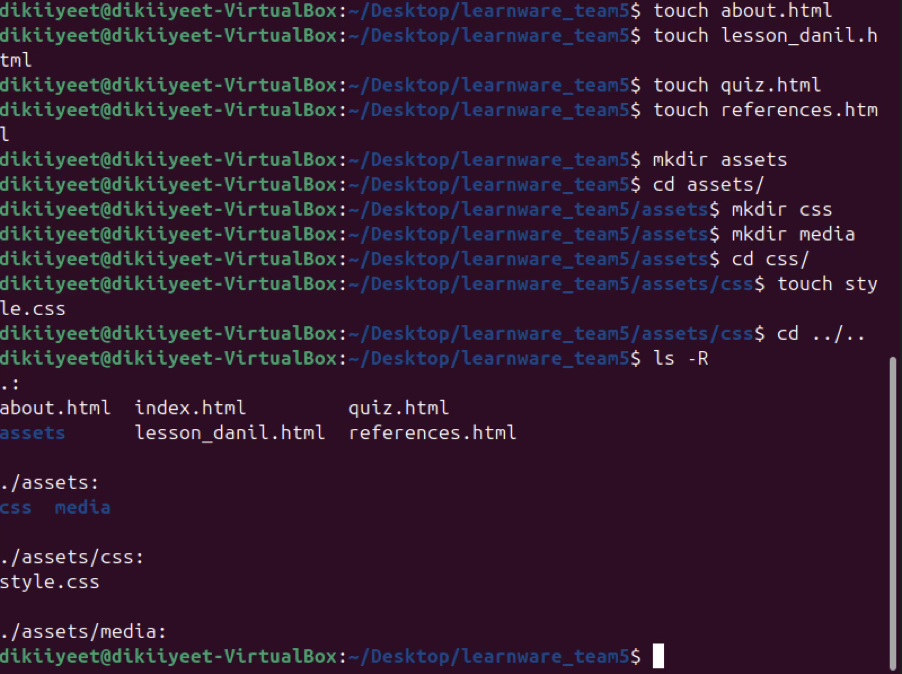 dikiiyeet@dikiiyeet-VirtualBox:~/Desktop/learnware_team5$ touch about.html
dikiiyeet@dikiiyeet-VirtualBox:~/Desktop/learnware_team5$ touch lesson_danil.h
tml
dikiiyeet@dikiiyeet-VirtualBox:~/Desktop/learnware_team5$ touch quiz.html
dikiiyeet@dikiiyeet-VirtualBox:~/Desktop/learnware_team5$ touch references.htm
l
dikiiyeet@dikiiyeet-VirtualBox:~/Desktop/learnware_team5$ mkdir assets
dikiiyeet@dikiiyeet-VirtualBox:~/Desktop/learnware_team5$ cd assets/
dikiiyeet@dikiiyeet-VirtualBox:~/Desktop/learnware_team5/assets$ mkdir css
dikiiyeet@dikiiyeet-VirtualBox:~/Desktop/learnware_team5/assets$ mkdir media
dikiiyeet@dikiiyeet-VirtualBox:~/Desktop/learnware_team5/assets$ cd css/
dikiiyeet@dikiiyeet-VirtualBox:~/Desktop/learnware_team5/assets/css$ touch sty
le.css
dikiiyeet@dikiiyeet-VirtualBox:~/Desktop/learnware_team5/assets/css$ cd ../..
dikiiyeet@dikiiyeet-VirtualBox:~/Desktop/learnware_team5$ ls -R
.:
about.html  index.html         quiz.html
assets      lesson_danil.html  references.html

./assets:
css  media

./assets/css:
style.css

./assets/media:
dikiiyeet@dikiiyeet-VirtualBox:~/Desktop/learnware_team5$